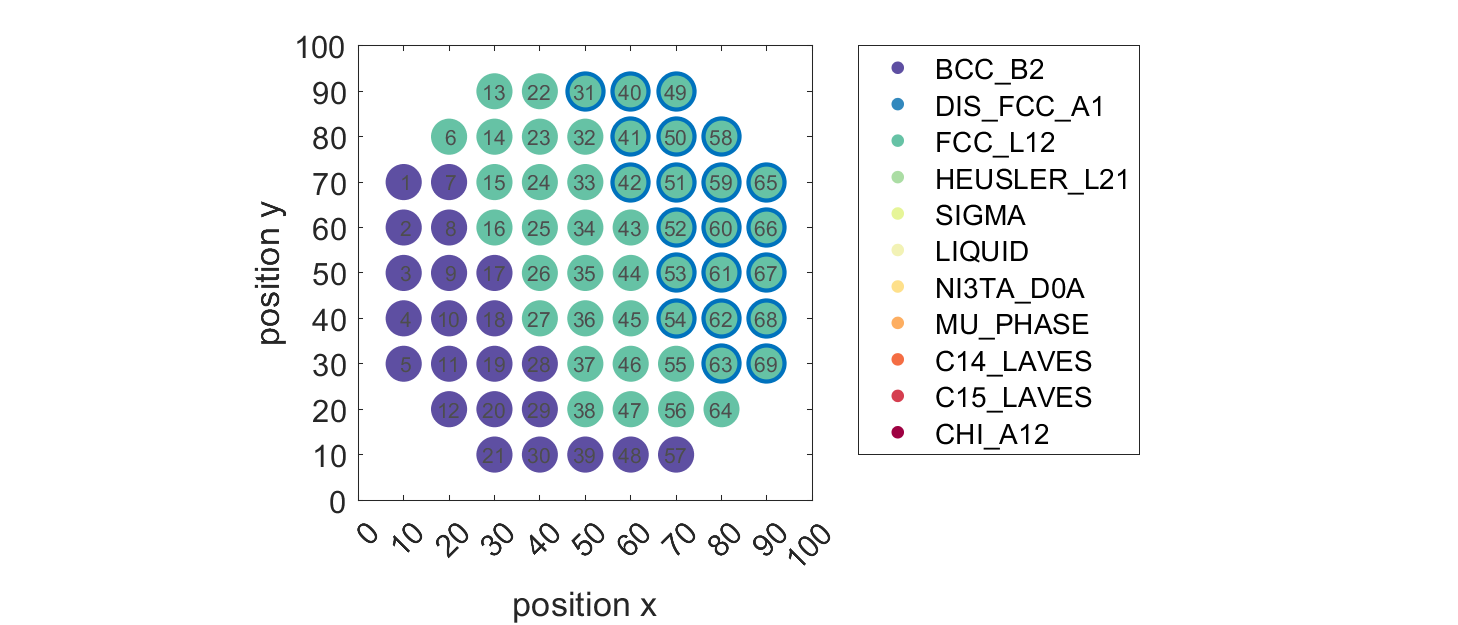 100
90
80
70
60
50
40
30
20
10
0
position y
13 22 31 40 49
6 14 23 32 41 50 58
1 7 15 24 33 42 51 59 65
2 8 16 25 34 43 52 60 66
3 9 17 26 35 44 53 61 67
4 10 18 27 36 45 54 62 68
5 11 19 28 37 46 55 63 69
12 20 29 38 47 56 64
21 30 39 48 57
0 10 20 30 40 50 60 70 80 90 100
position x
BCC_B2
DIS_FCC_A1
FCC_L12
HEUSLER_L21
SIGMA
LIQUID
NI3TA_D0A
MU_PHASE
C14_LAVES
C15_LAVES
CHI_A12